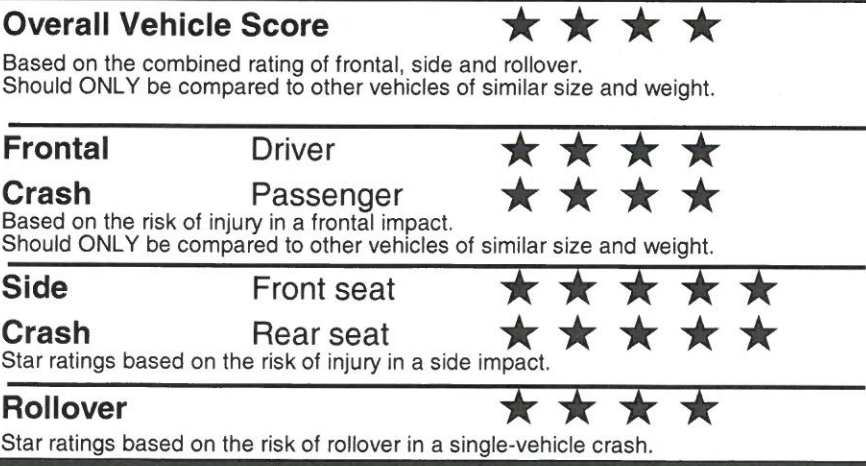 Overall Vehicle Score ★ ★ ★ ★
Based on the combined rating of frontal, side and rollover.
Should ONLY be compared to other vehicles of similar size and weight.
Frontal Driver ★ ★ ★ ★
Crash Passenger ★ ★ ★ ★
Based on the risk of injury in a frontal impact.
Should ONLY be compared to other vehicles of similar size and weight.
Side Front seat ★ ★ ★ ★ ★
Crash Rear seat ★ ★ ★ ★ ★
Star ratings based on the risk of injury in a side impact.
Rollover ★ ★ ★ ★
Star ratings based on the risk of rollover in a single-vehicle crash.